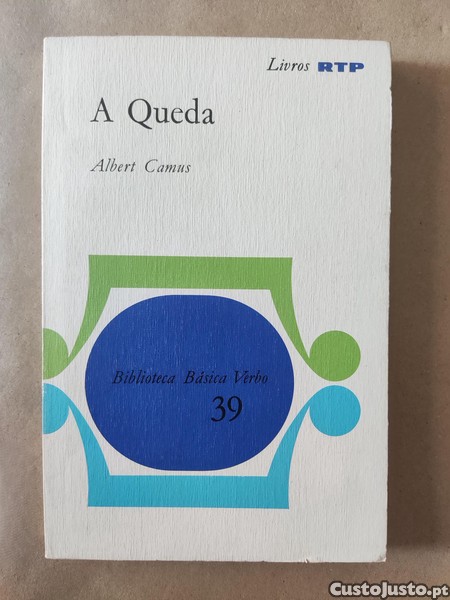 Livros RTP
A Queda
Albert Camus
Biblioteca Básica Verbo
39
CustoJusto.pt